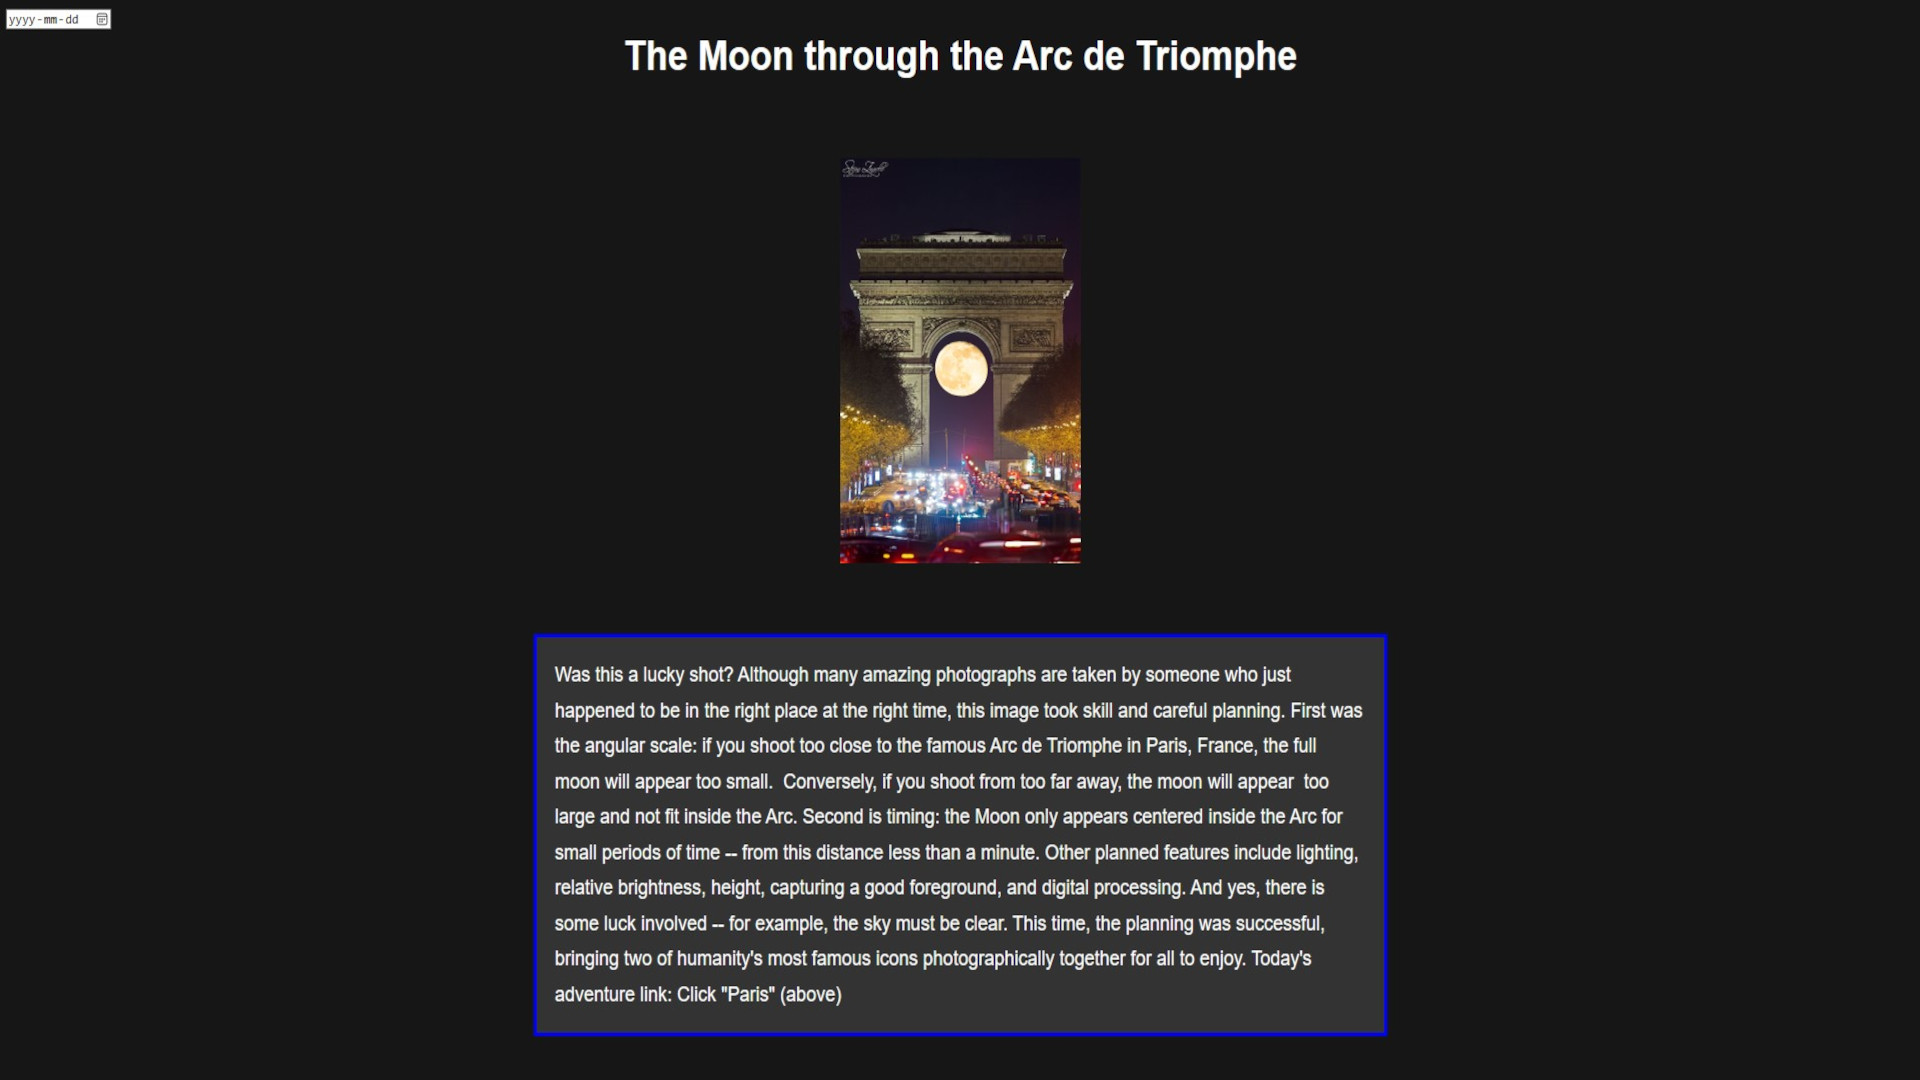 yyyy-mm-dd
The Moon through the Arc de Triomphe
Was this a lucky shot? Although many amazing photographs are taken by someone who just
happened to be in the right place at the right time, this image took skill and careful planning. First was
the angular scale: if you shoot too close to the famous Arc de Triomphe in Paris, France, the full
moon will appear too small.  Conversely, if you shoot from too far away, the moon will appear  too
large and not fit inside the Arc. Second is timing: the Moon only appears centered inside the Arc for
small periods of time -- from this distance less than a minute. Other planned features include lighting,
relative brightness, height, capturing a good foreground, and digital processing. And yes, there is
some luck involved -- for example, the sky must be clear. This time, the planning was successful,
bringing two of humanity's most famous icons photographically together for all to enjoy. Today's
adventure link: Click "Paris" (above)